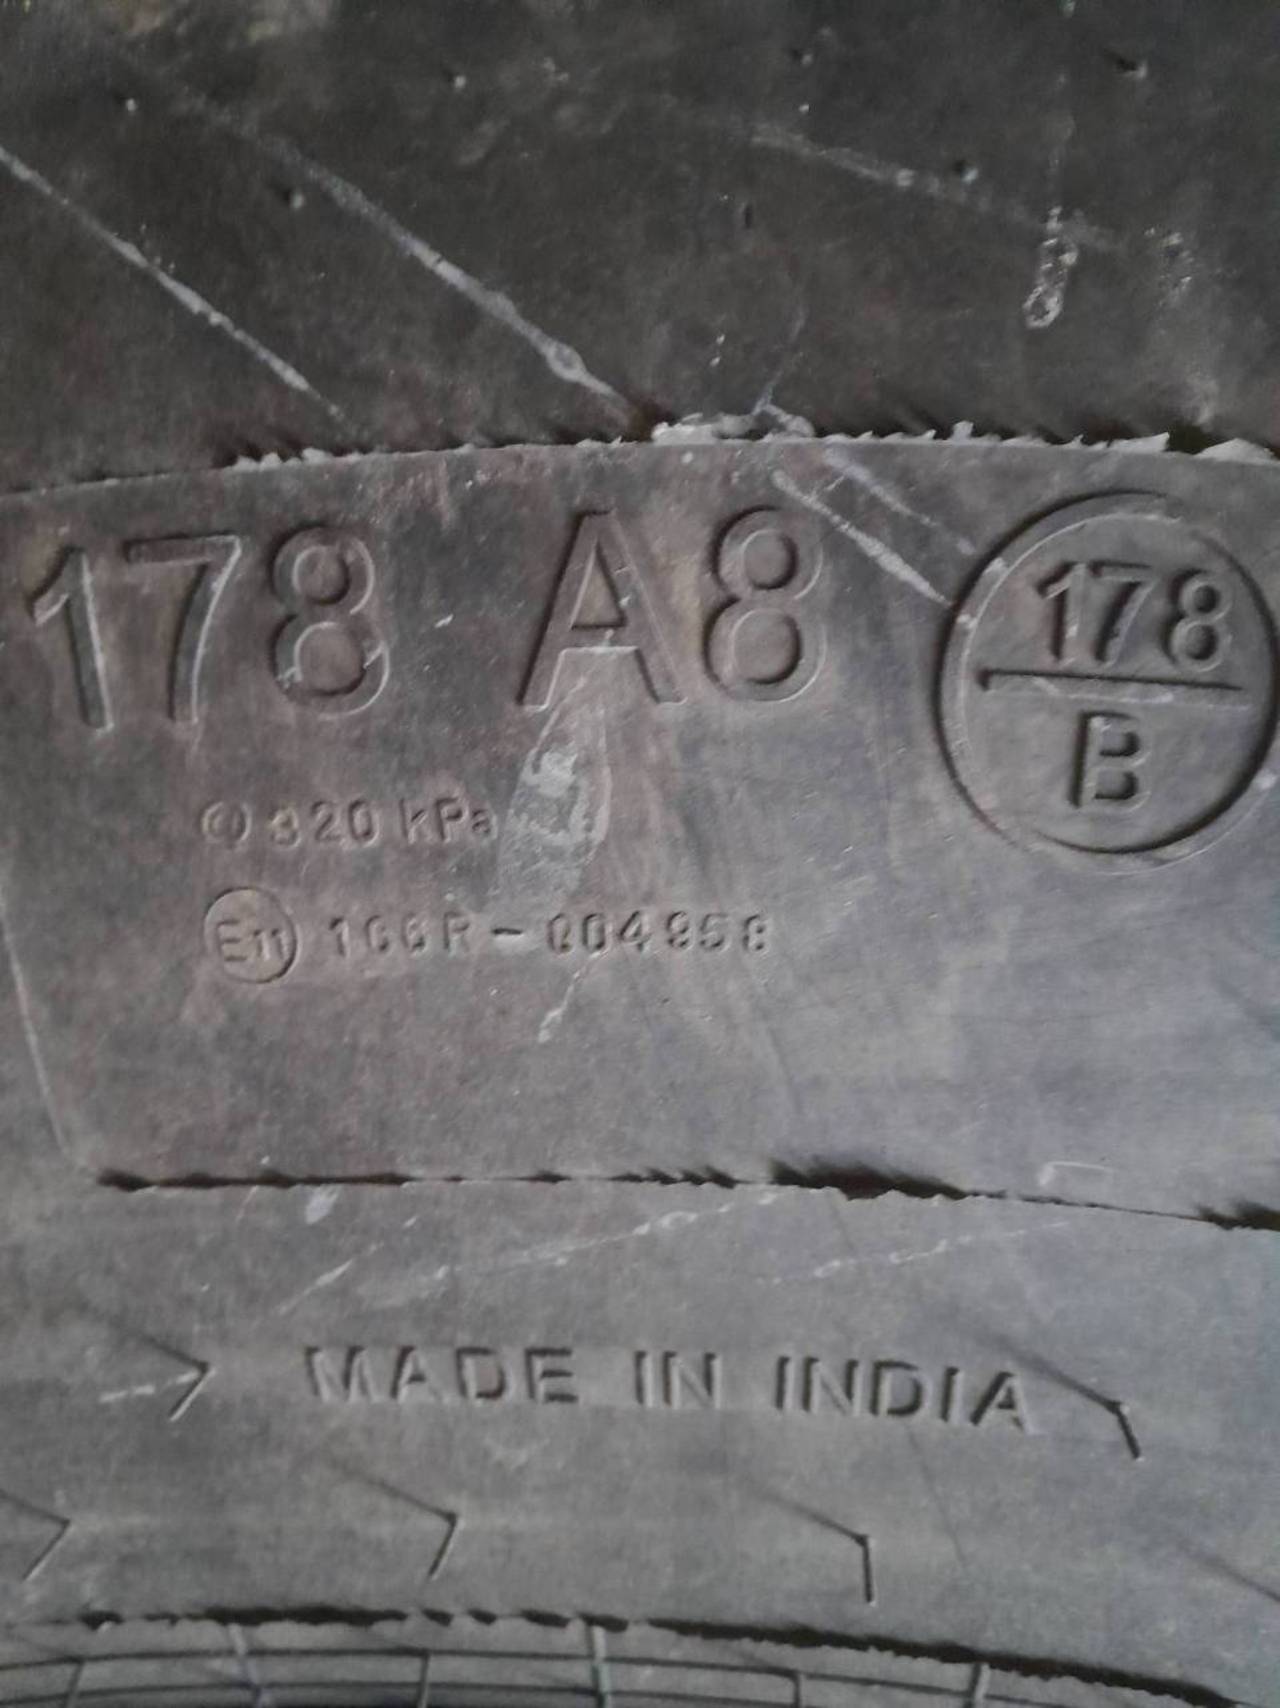 178 A8
178
B
320 kPa
E11 106R-004958
MADE IN INDIA